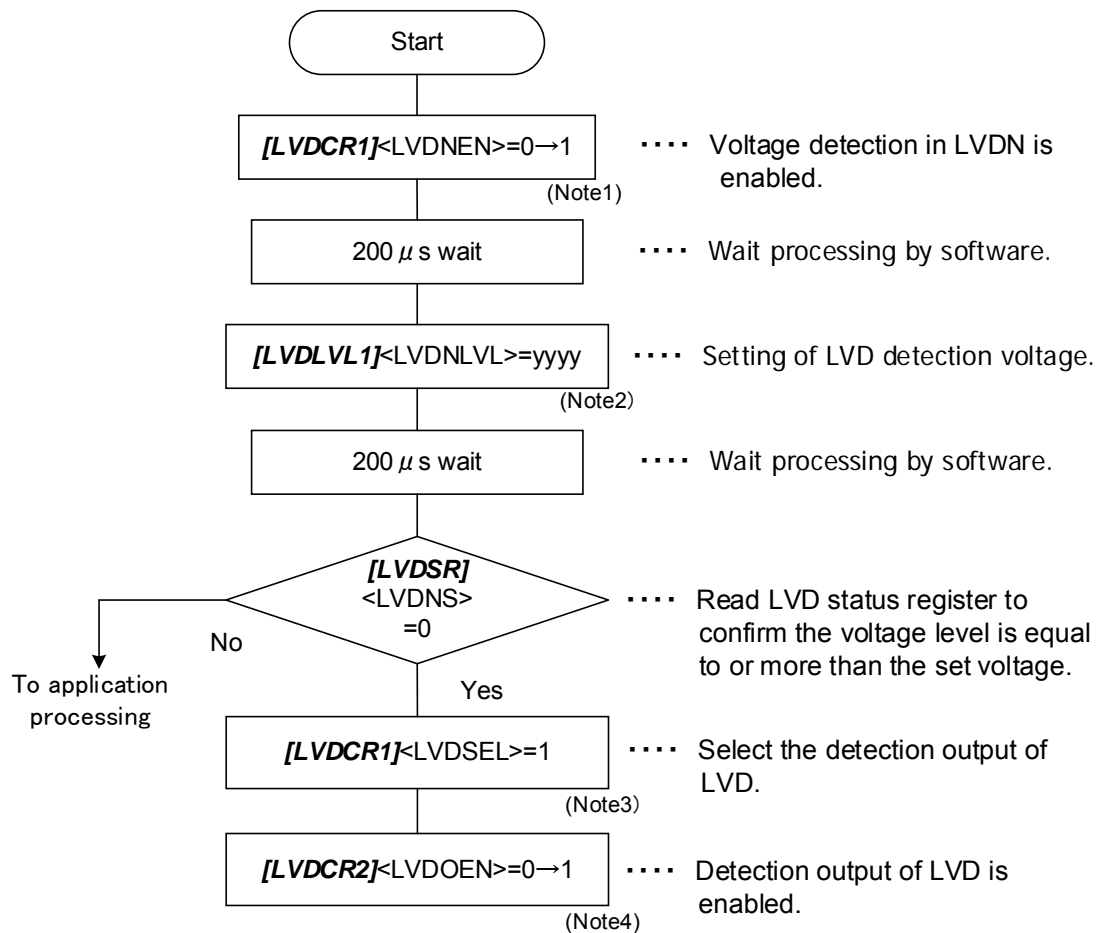 Start
[LVDCR1]<LVDNEN>=0→1
(Note1)
···· Voltage detection in LVDN is
enabled.
200 μs wait
···· Wait processing by software.
[LVDLVL1]<LVDNLVL>=yyyy
(Note2)
···· Setting of LVD detection voltage.
200 μs wait
···· Wait processing by software.
[LVDSR]
<LVDNS>
=0
···· Read LVD status register to
confirm the voltage level is equal
to or more than the set voltage.
No
To application
processing
Yes
[LVDCR1]<LVDSEL>=1
(Note3)
···· Select the detection output of
LVD.
[LVDCR2]<LVDOEN>=0→1
(Note4)
···· Detection output of LVD is
enabled.